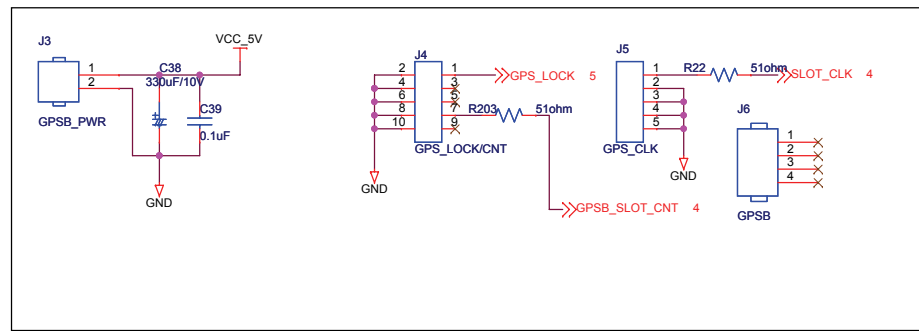 J3
1
2
GPSB_PWR
C38
330uF/10V
VCC_5V
C39
0.1uF
GND
J4
2
4
6
8
10
1
3
5
7
9
GPS_LOCK/CNT
GND
GPS_LOCK 5
R203
51ohm
GPSB_SLOT_CNT 4
J5
1
2
3
4
5
GPS_CLK
R22
51ohm
SLOT_CLK 4
GND
J6
1
2
3
4
GPSB